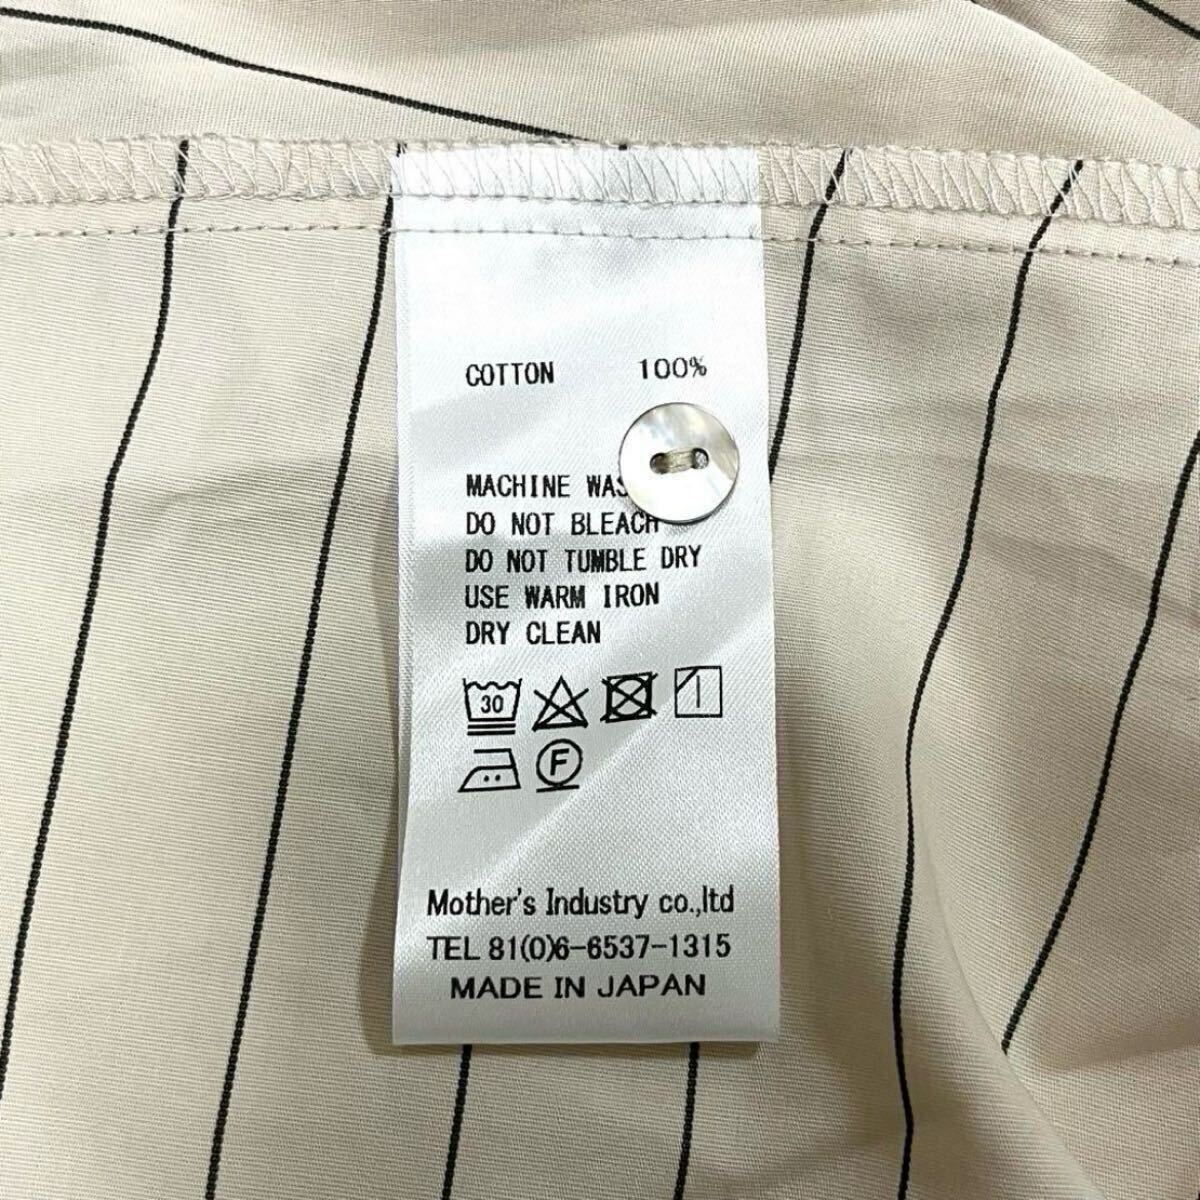 COTTON 100%
MACHINE
DO NOT BLEACH
DO NOT TUMBLE DRY
USE WARM IRON
DRY CLEAN
30
F
Mother's Industry co.,ltd
TEL 81(0)6-6537-1315
MADE IN JAPAN